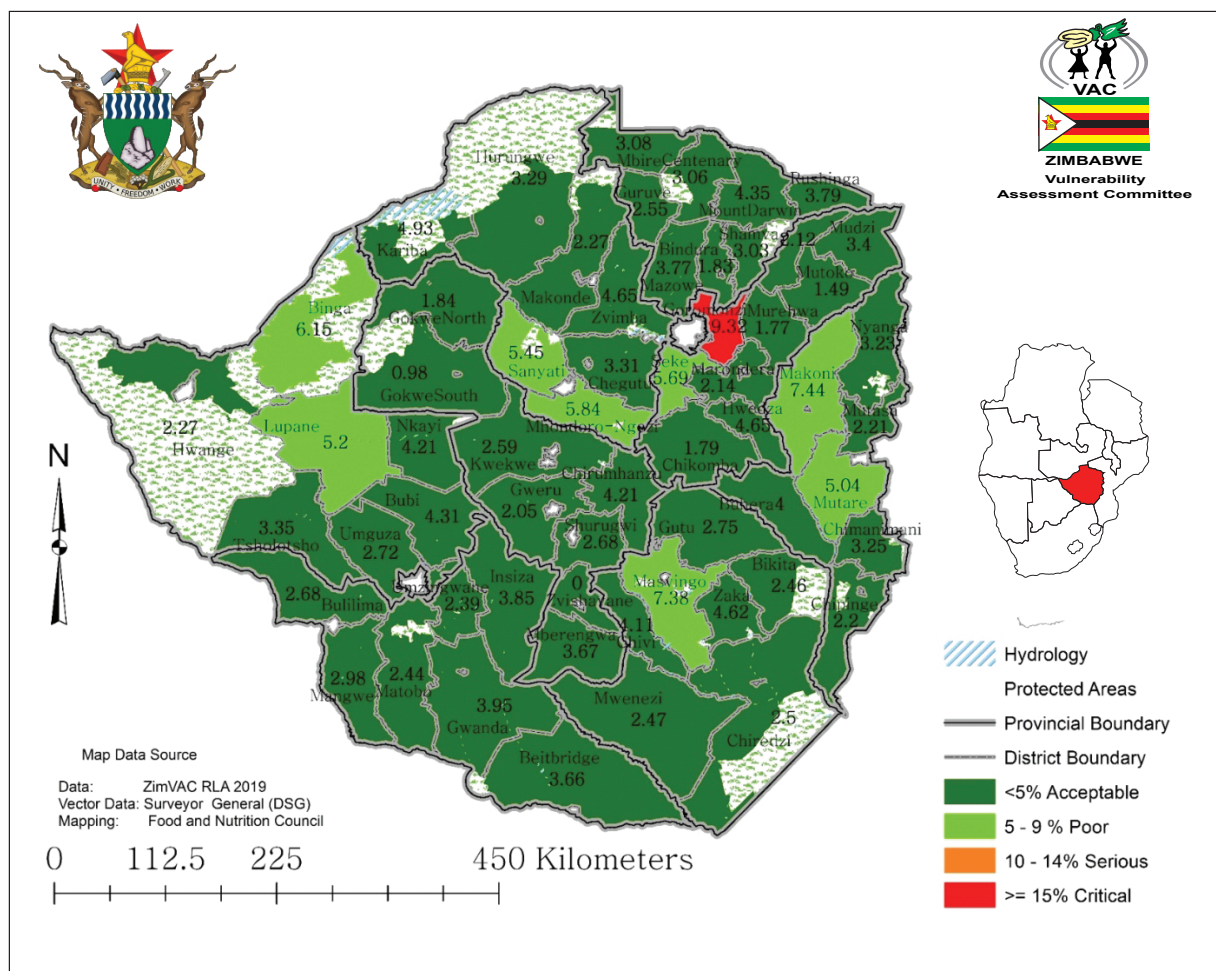 UNITY • FREEDOM • WORK
VAC
ZIMBABWE
Vulnerability
Assessment Committee
Hurungwe
3.29
3.08
Mbire
Centenary
3.06
Guruve
2.55
4.35
MountDarwin
Rushinga
3.79
4.93
Kariba
2.27
Makonde
Bindura
3.77
1.83
Mazowe
Shamva
3.03
2.12
Mudzi
3.4
Mutoko
1.49
Binga
6.15
1.84
GokweNorth
4.65
Zvimba
9.32
Murehwa
1.77
Nyanga
3.23
5.45
Sanyati
3.31
Chegutu
Seke
5.69
Marondera
2.14
Makoni
7.44
0.98
GokweSouth
5.84
Mhondoro-Ngezi
Hwedza
4.65
Mutasa
2.21
2.27
Hwange
Lupane
5.2
Nkayi
4.21
2.59
Kwekwe
Chirumhanzu
4.21
1.79
Chikomba
5.04
Mutare
Bubi
4.31
Gweru
2.05
Shurugwi
2.68
Buhera
4
Gutu
2.75
Chimanimani
3.25
3.35
Tsholotsho
Umguza
2.72
Umzingwane
2.39
Insiza
3.85
0
Zvishavane
Masvingo
7.38
Zaka
4.62
Bikita
2.46
Chipinge
2.2
2.68
Bulilima
Mberengwa
3.67
4.11
Chivi
2.98
Mangwe
2.44
Matobo
3.95
Gwanda
Mwenezi
2.47
2.5
Chiredzi
Beitbridge
3.66
N
Map Data Source
Data: ZimVAC RLA 2019
Vector Data: Surveyor General (DSG)
Mapping: Food and Nutrition Council
0 112.5 225 450 Kilometers
Hydrology
Protected Areas
Provincial Boundary
District Boundary
<5% Acceptable
5 - 9 % Poor
10 - 14% Serious
>= 15% Critical